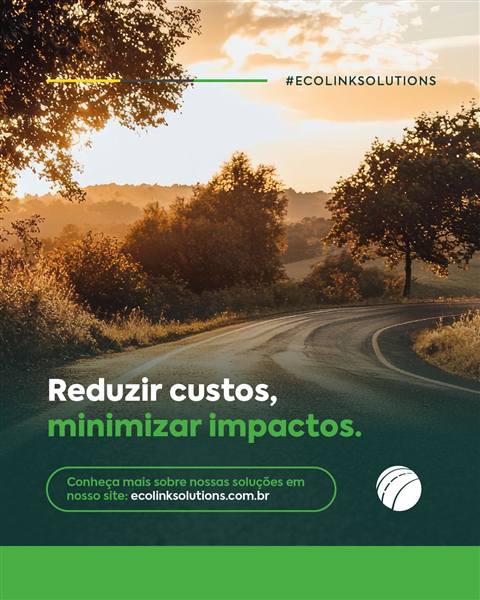 #ECOLINKSOLUTIONS
Reduzir custos,
minimizar impactos.
Conheça mais sobre nossas soluções em
nosso site: ecolinksolutions.com.br